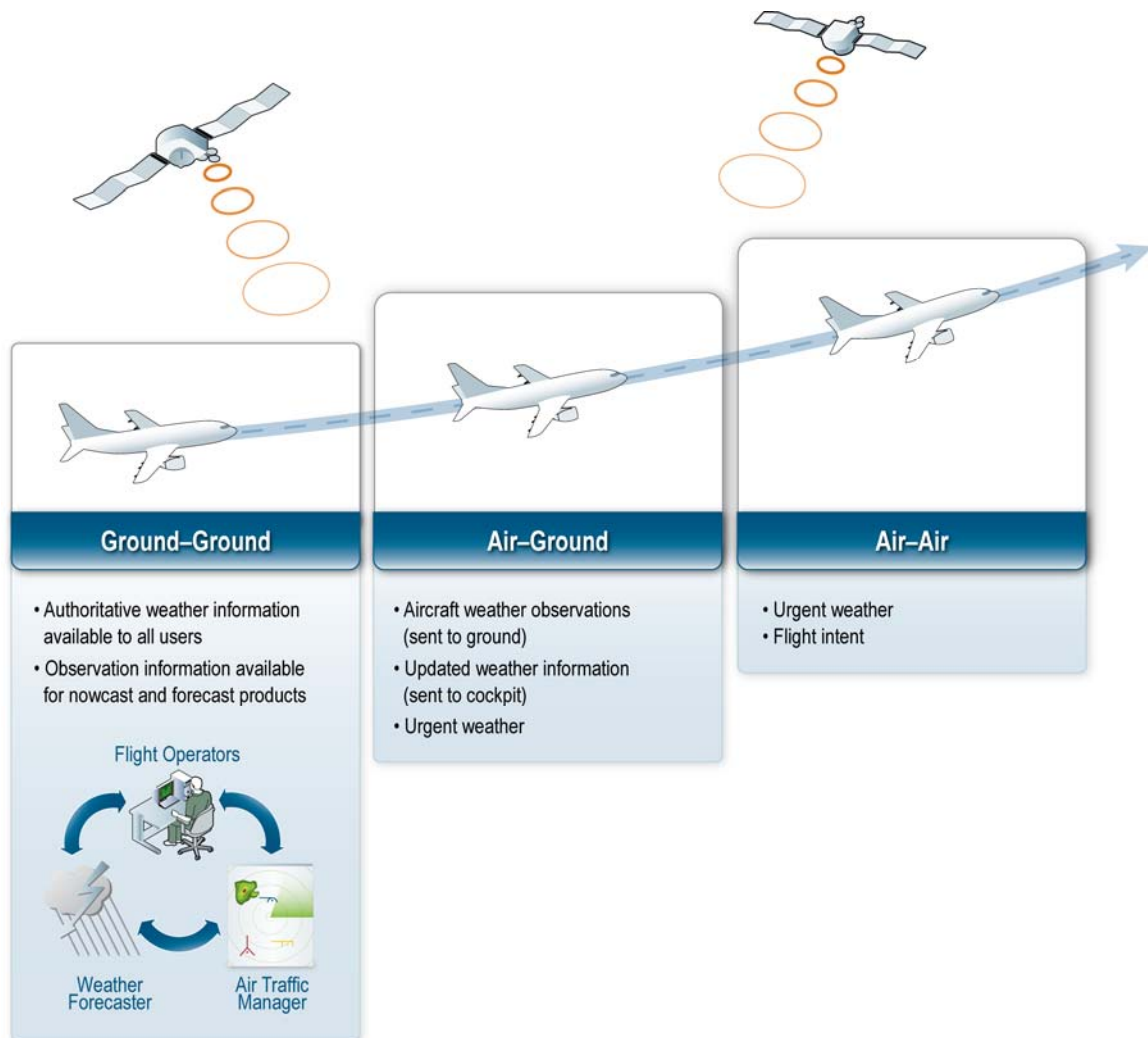 Ground–Ground
• Authoritative weather information
available to all users
• Observation information available
for nowcast and forecast products
Flight Operators
Weather
Forecaster
Air Traffic
Manager
Air–Ground
• Aircraft weather observations
(sent to ground)
• Updated weather information
(sent to cockpit)
• Urgent weather
Air–Air
• Urgent weather
• Flight intent